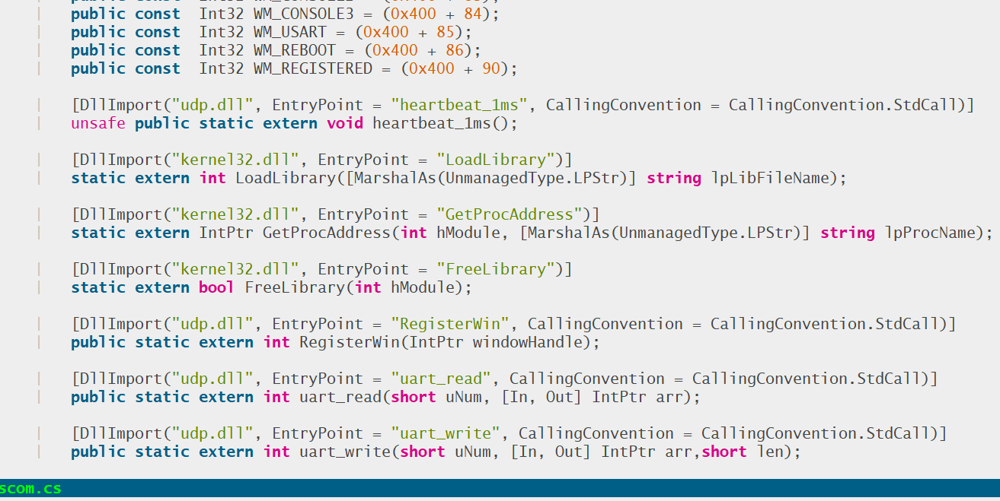 public const  Int32 WM_CONSOLE3 = (0x400 + 84);
public const  Int32 WM_USART = (0x400 + 85);
public const  Int32 WM_REBOOT = (0x400 + 86);
public const  Int32 WM_REGISTERED = (0x400 + 90);
[DllImport("udp.dll", EntryPoint = "heartbeat_1ms", CallingConvention = CallingConvention.StdCall)]
unsafe public static extern void heartbeat_1ms();
[DllImport("kernel32.dll", EntryPoint = "LoadLibrary")]
static extern int LoadLibrary([MarshalAs(UnmanagedType.LPStr)] string lpLibFileName);
[DllImport("kernel32.dll", EntryPoint = "GetProcAddress")]
static extern IntPtr GetProcAddress(int hModule, [MarshalAs(UnmanagedType.LPStr)] string lpProcName);
[DllImport("kernel32.dll", EntryPoint = "FreeLibrary")]
static extern bool FreeLibrary(int hModule);
[DllImport("udp.dll", EntryPoint = "RegisterWin", CallingConvention = CallingConvention.StdCall)]
public static extern int RegisterWin(IntPtr windowHandle);
[DllImport("udp.dll", EntryPoint = "uart_read", CallingConvention = CallingConvention.StdCall)]
public static extern int uart_read(short uNum, [In, Out] IntPtr arr);
[DllImport("udp.dll", EntryPoint = "uart_write", CallingConvention = CallingConvention.StdCall)]
public static extern int uart_write(short uNum, [In, Out] IntPtr arr,short len);
scom.cs